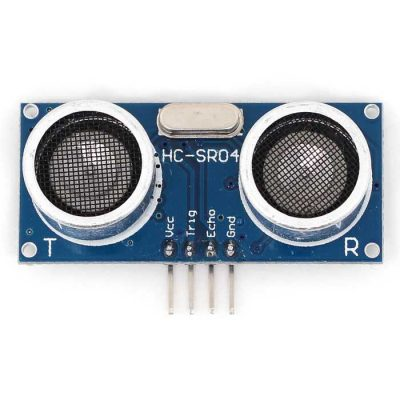 HC-SR04
Vcc
Trig
Echo
Gnd
T
R